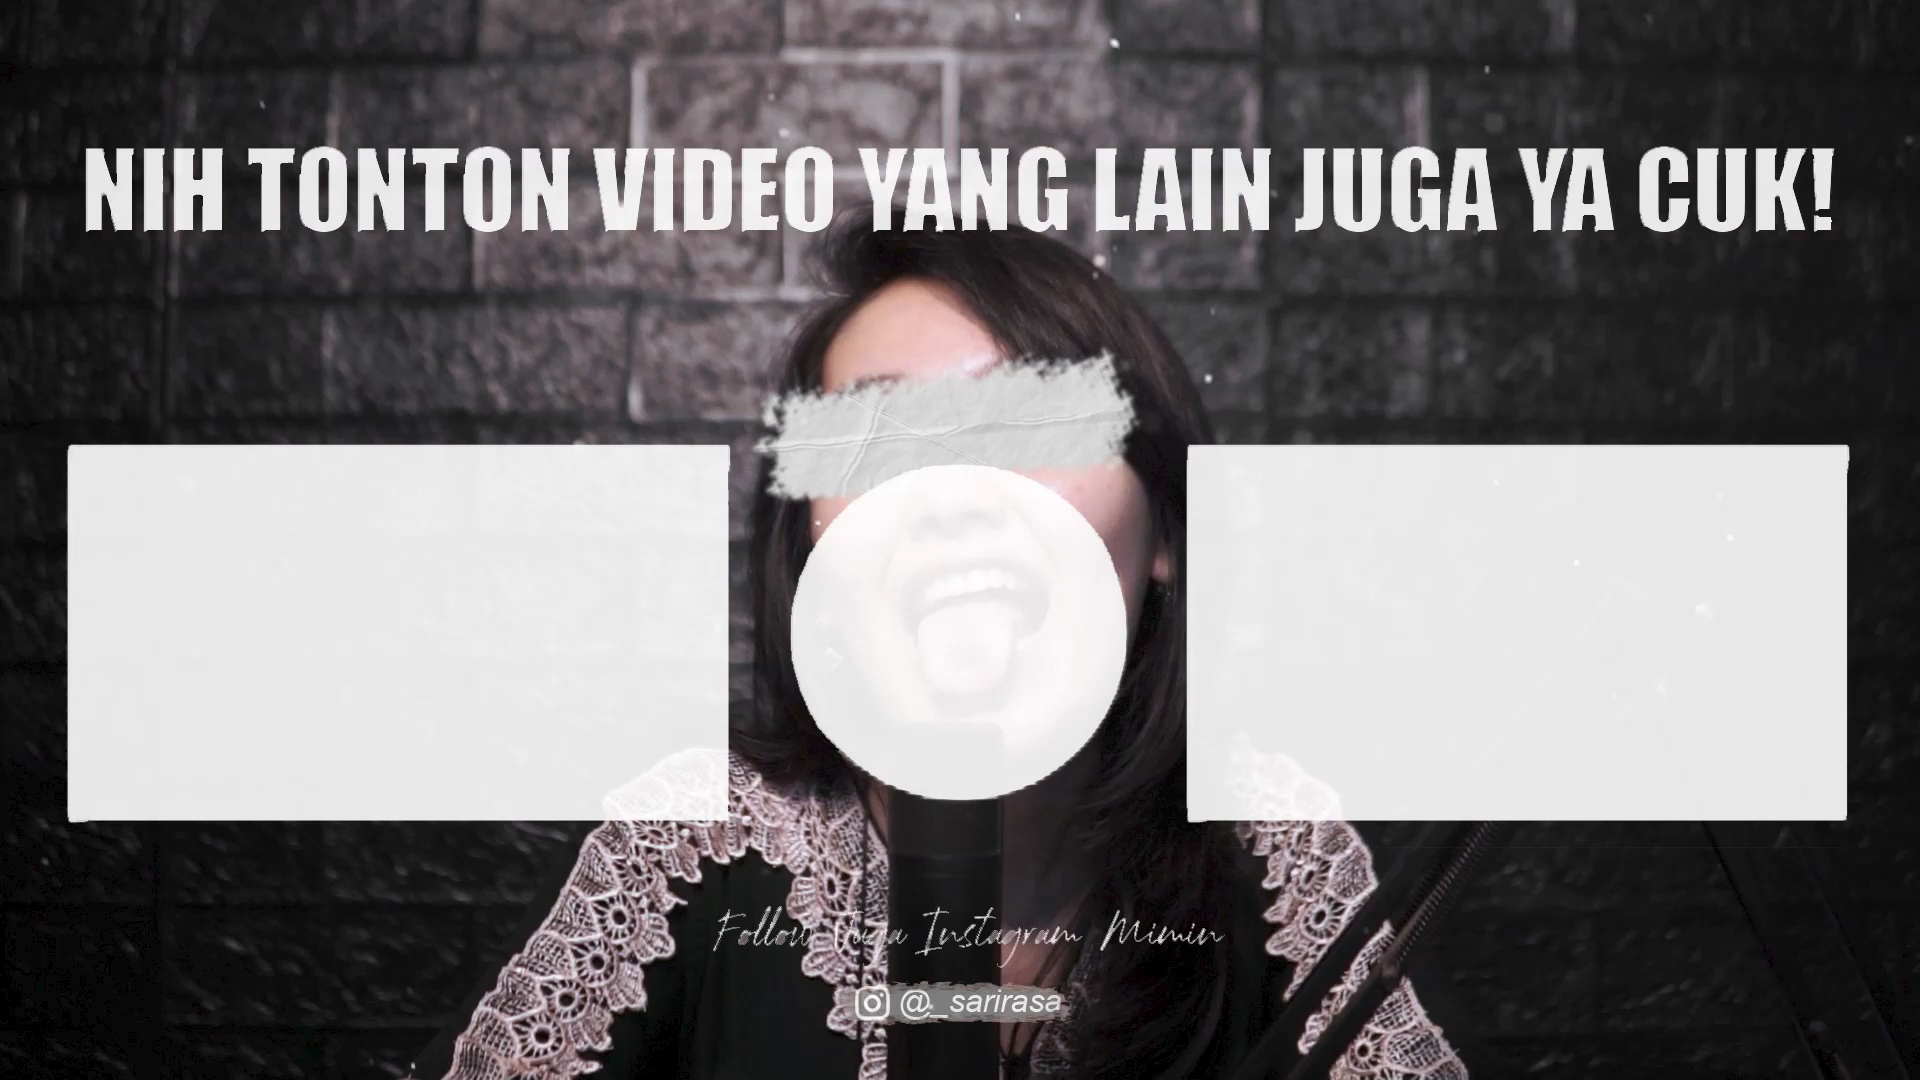 NIH TONTON VIDEO YANG LAIN JUGA YA CUK!
Follow Juga Instagram Mimin
@_sarirasa